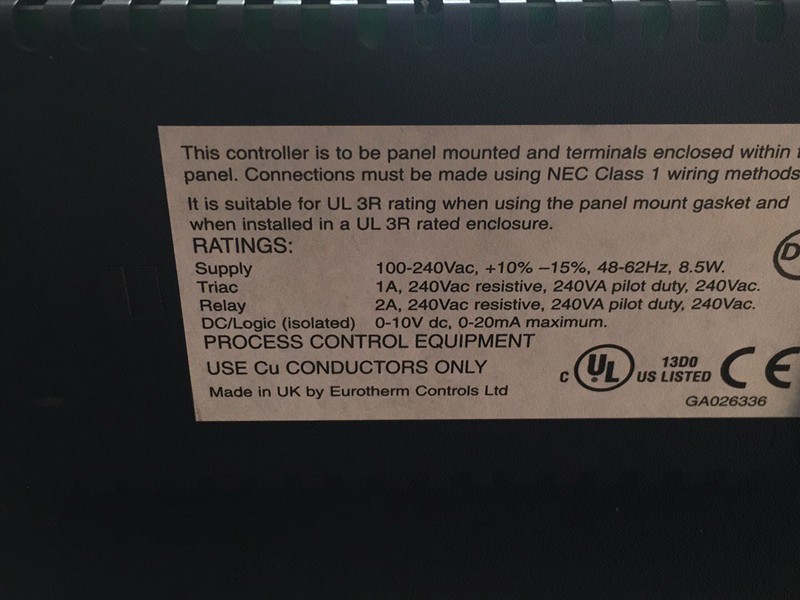 This controller is to be panel mounted and terminals enclosed within
panel. Connections must be made using NEC Class 1 wiring methods
It is suitable for UL 3R rating when using the panel mount gasket and
when installed in a UL 3R rated enclosure.
RATINGS:
Supply 100-240Vac, +10% –15%, 48-62Hz, 8.5W.
Triac 1A, 240Vac resistive, 240VA pilot duty, 240Vac.
Relay 2A, 240Vac resistive, 240VA pilot duty, 240Vac.
DC/Logic (isolated) 0-10V dc, 0-20mA maximum.
PROCESS CONTROL EQUIPMENT
USE Cu CONDUCTORS ONLY
Made in UK by Eurotherm Controls Ltd
C UL US LISTED 13D0 CE
GA026336
D